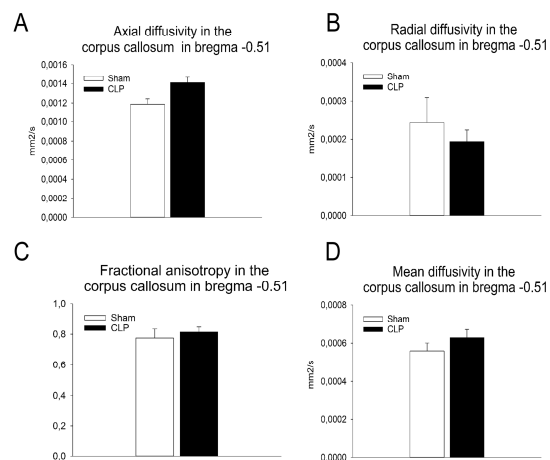 A
Axial diffusivity in the
corpus callosum in bregma -0.51
0,0016
0,0014
0,0012
0,0010
0,0008
0,0006
0,0004
0,0002
0,0000
mm2/s
Sham
CLP
B
Radial diffusivity in the
corpus callosum in bregma -0.51
0,0004
0,0003
0,0002
0,0001
0,0000
mm2/s
Sham
CLP
C
Fractional anisotropy in the
corpus callosum in bregma -0.51
1,0
0,8
0,6
0,4
0,2
0.0
Sham
CLP
D
Mean diffusivity in the
corpus callosum in bregma -0.51
0,0008
0,0006
0,0004
0,0002
0,0000
mm2/s
Sham
CLP